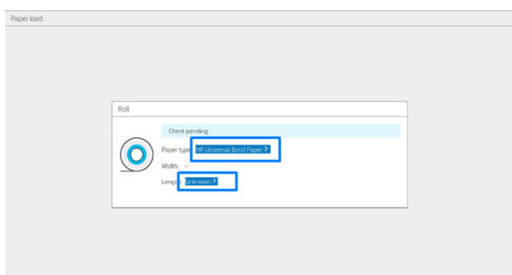 Paper load
Roll
Check pending
Paper type: HP Universal Bond Paper >
Width: --
Length: Unknown >